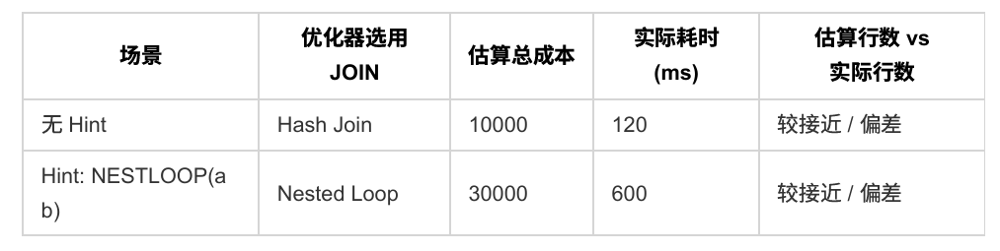 场景
优化器选用
JOIN
估算总成本
实际耗时
(ms)
估算行数 vs
实际行数
无 Hint
Hash Join
10000
120
较接近 / 偏差
Hint: NESTLOOP(a
b)
Nested Loop
30000
600
较接近 / 偏差